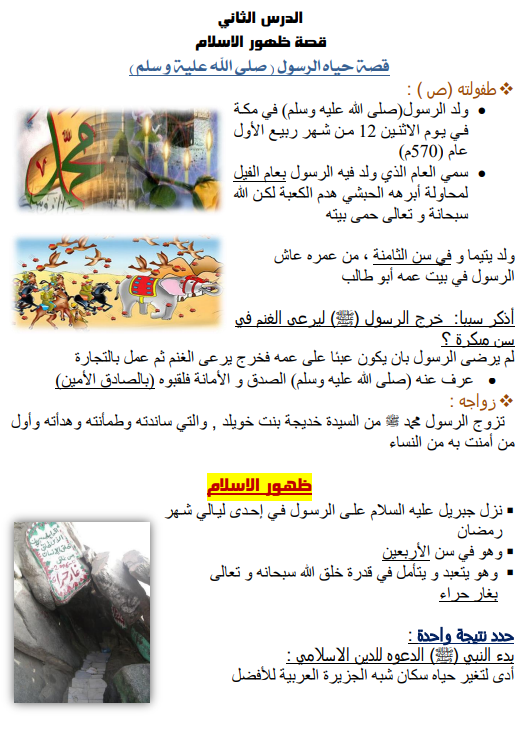 الدرس الثاني
قصة ظهور الاسلام
قصة حياه الرسول ( صلى الله علية و سلم )
❖ طفولته (ص ) :
• ولد الرسول(صلى الله عليه وسلم) في مكة
في يوم الاثنين 12 من شهر ربيع الأول
عام (570م)
• سمي العام الذي ولد فيه الرسول بعام الفيل
لمحاولة أبرهه الحبشي هدم الكعبة لكن الله
سبحانة و تعالى حمى بيته
محمد
ولد يتيما و في سن الثامنة ، من عمره عاش
الرسول في بيت عمه أبو طالب
أذكر سببا: خرج الرسول (ﷺ) ليرعى الغنم في
سن مبكرة ؟
لم يرضى الرسول بان يكون عبئا على عمه فخرج يرعى الغنم ثم عمل بالتجارة
• عرف عنه (صلى الله عليه وسلم) الصدق و الأمانة فلقبوه (بالصادق الأمين)
❖ زواجه :
تزوج الرسول محمد ﷺ من السيدة خديجة بنت خويلد , والتي ساندته وطمأنته وهدأته وأول
من أمنت به من النساء
ظهور الاسلام
▪ نزل جبريل عليه السلام على الرسول في إحدى ليالي شهر
رمضان
▪ وهو في سن الأربعين
▪ وهو يتعبد و يتأمل في قدرة خلق الله سبحانه و تعالى
بغار حراء
غار حراء
حدد نتيجة واحدة :
بدء النبي (ﷺ) الدعوه للدين الاسلامي :
أدى لتغير حياه سكان شبه الجزيرة العربية للأفضل